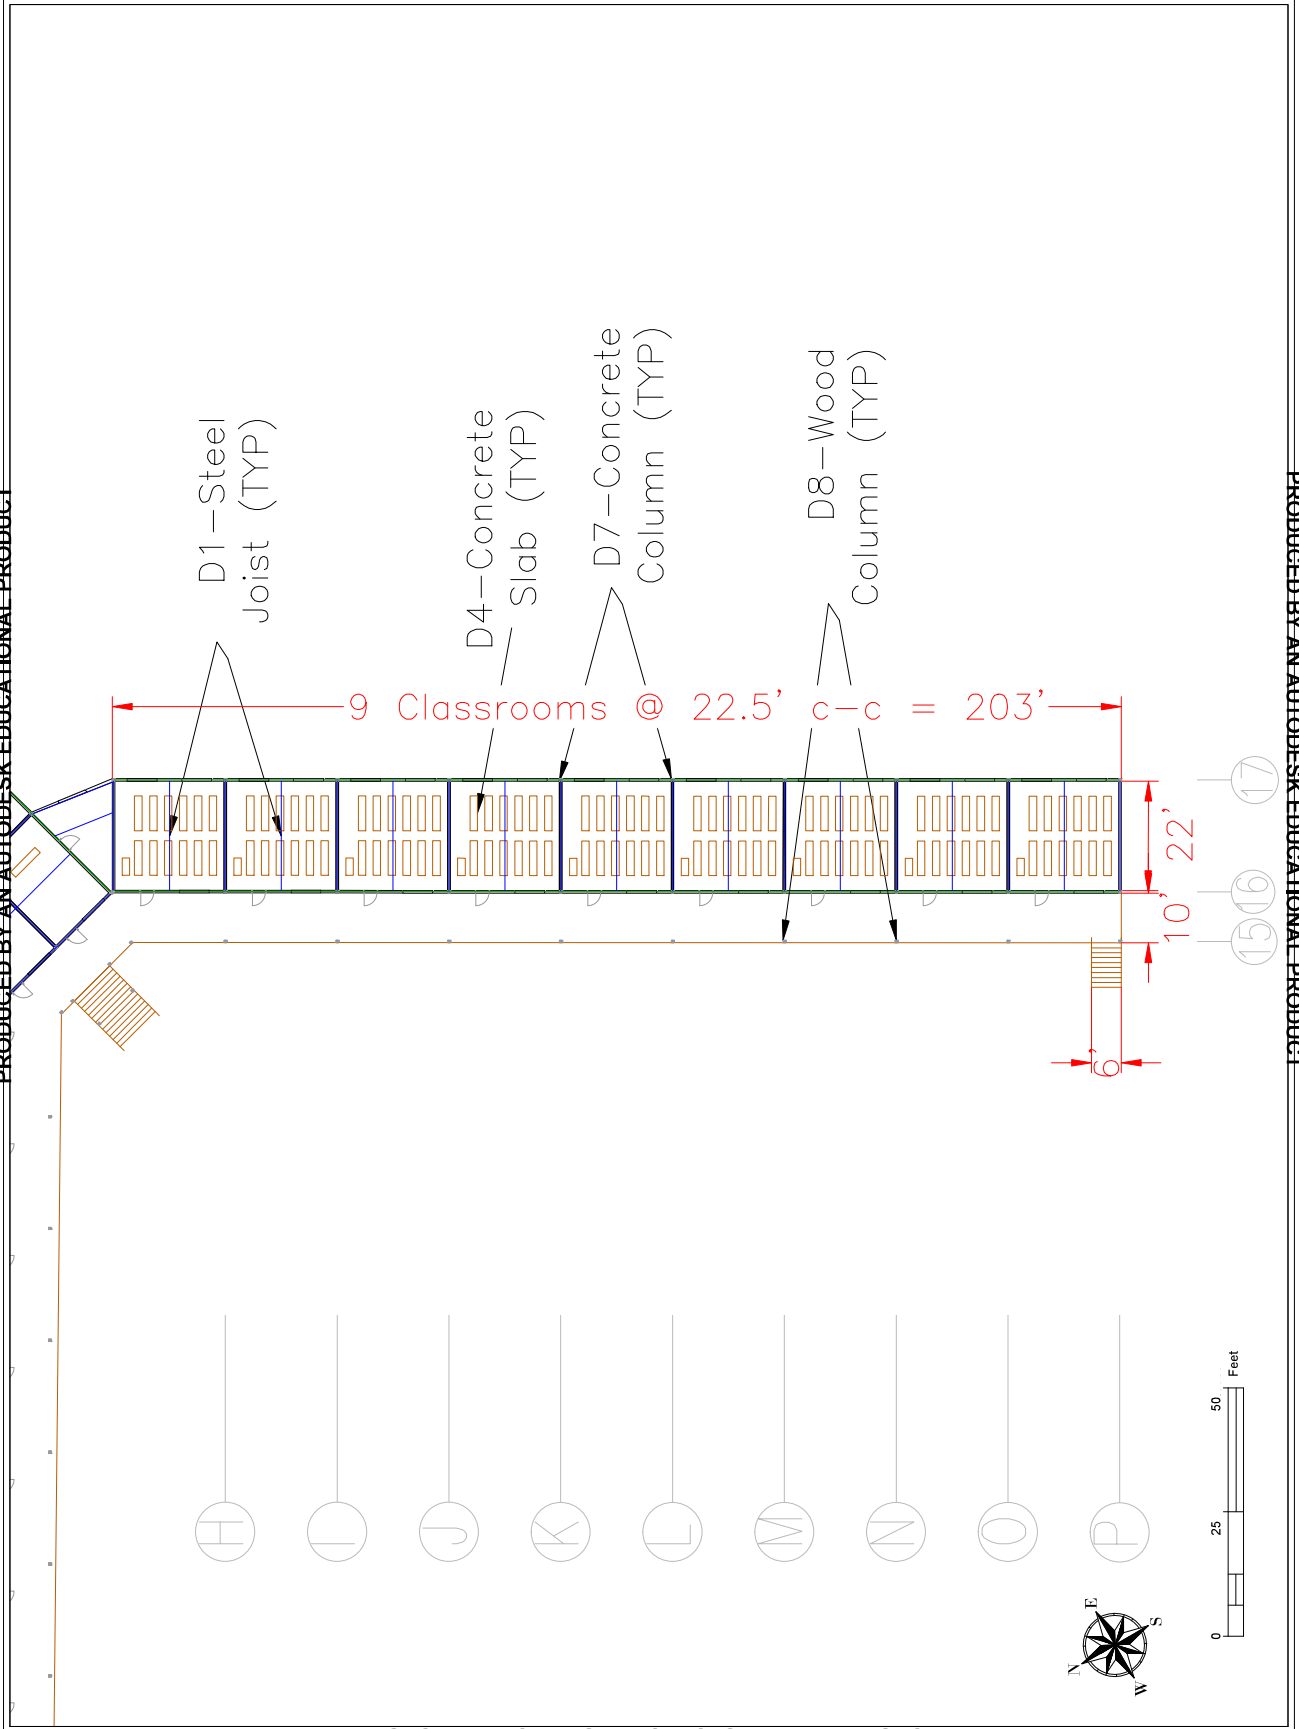 PRODUCED BY AN AUTODESK EDUCATIONAL PRODUCT
D1-Steel
Joist (TYP)
D4-Concrete
Slab (TYP)
D7-Concrete
Column (TYP)
D8-Wood
Column (TYP)
9 Classrooms @ 22.5' c-c = 203'
22'
10'
6'
17
16
15
H
I
J
K
L
M
N
O
P
N
E
S
W
0
25
50
Feet
PRODUCED BY AN AUTODESK EDUCATIONAL PRODUCT